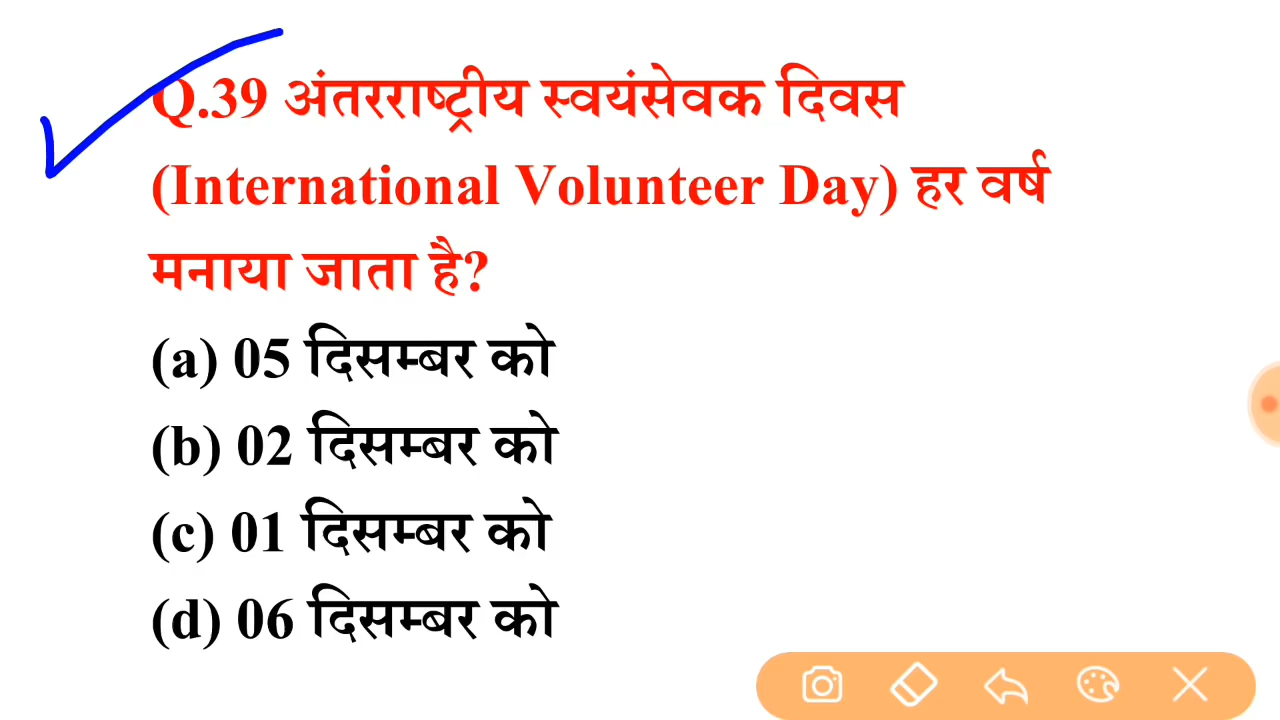 Q.39 अंतरराष्ट्रीय स्वयंसेवक दिवस
(International Volunteer Day) हर वर्ष
मनाया जाता है?
(a) 05 दिसम्बर को
(b) 02 दिसम्बर को
(c) 01 दिसम्बर को
(d) 06 दिसम्बर को